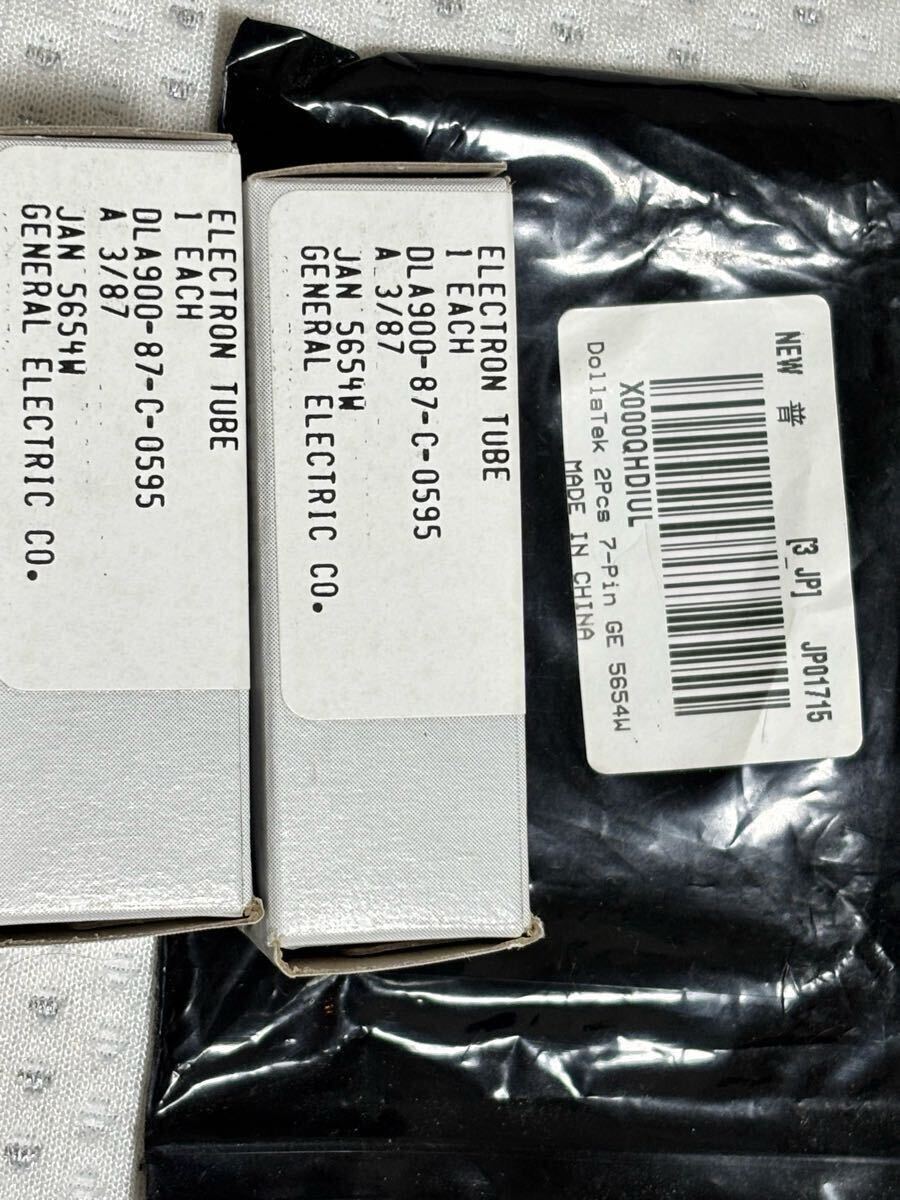 ELECTRON TUBE
1 EACH
DLA900-87-C-0595
A 3/87
JAN 5654W
GENERAL ELECTRIC CO.
ELECTRON TUBE
1 EACH
DLA900-87-C-0595
A 3/87
JAN 5654W
GENERAL ELECTRIC CO.
NEW 普 [3_JP] JP01715
X000QHDIUL
DollaTek 2Pcs 7-Pin GE 5654W
MADE IN CHINA